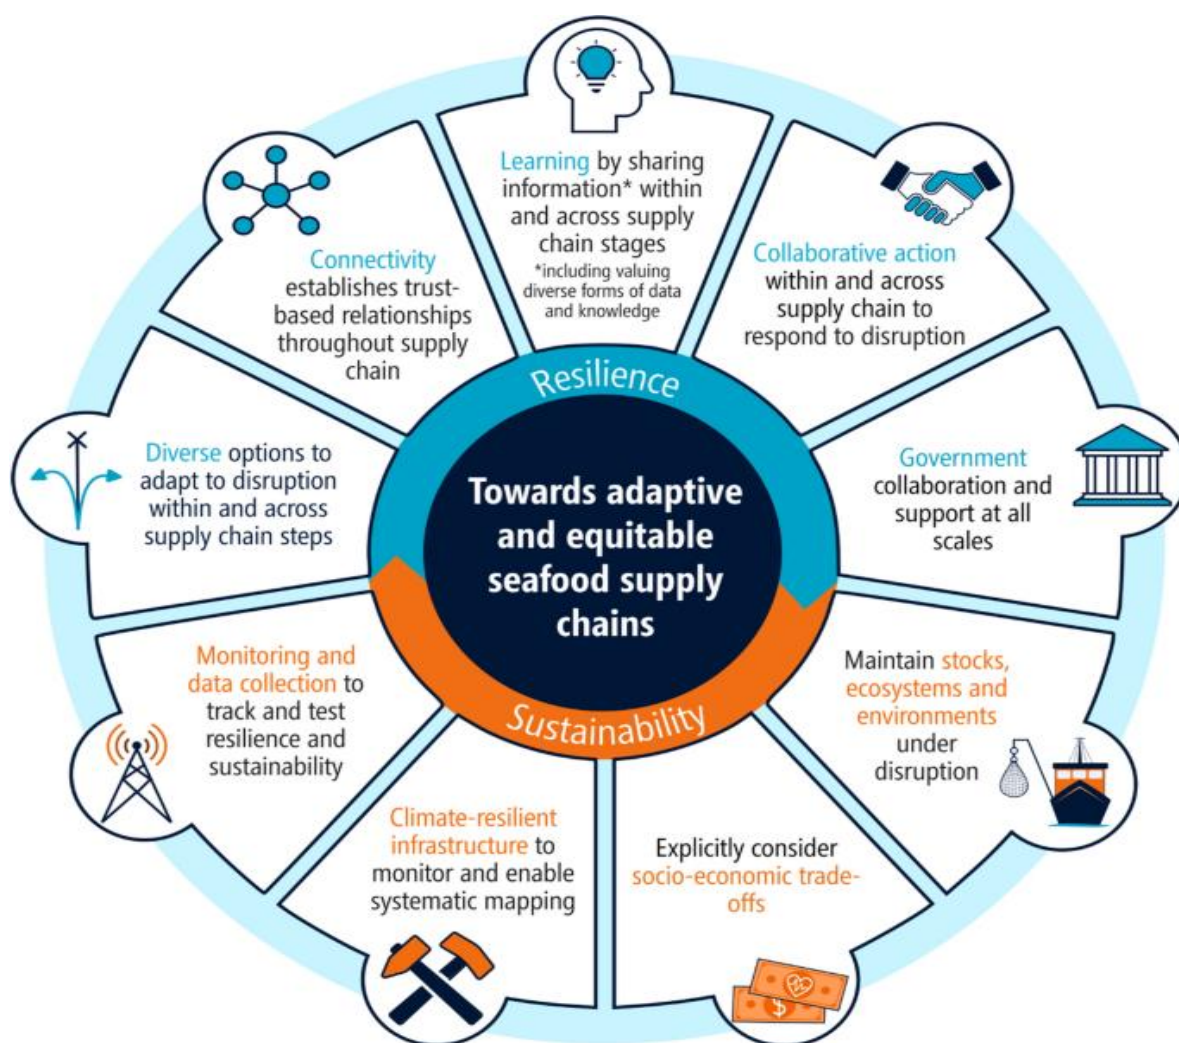 Learning by sharing
information* within
and across supply
chain stages
*including valuing
diverse forms of data
and knowledge
Collaborative action
within and across
supply chain to
respond to disruption
Government
collaboration and
support at all
scales
Maintain stocks,
ecosystems and
environments
under
disruption
Explicitly consider
socio-economic trade-
offs
Climate-resilient
infrastructure to
monitor and enable
systematic mapping
Monitoring and
data collection to
track and test
resilience and
sustainability
Diverse options to
adapt to disruption
within and across
supply chain steps
Connectivity
establishes trust-
based relationships
throughout supply
chain
Resilience
Towards adaptive
and equitable
seafood supply
chains
Sustainability
$